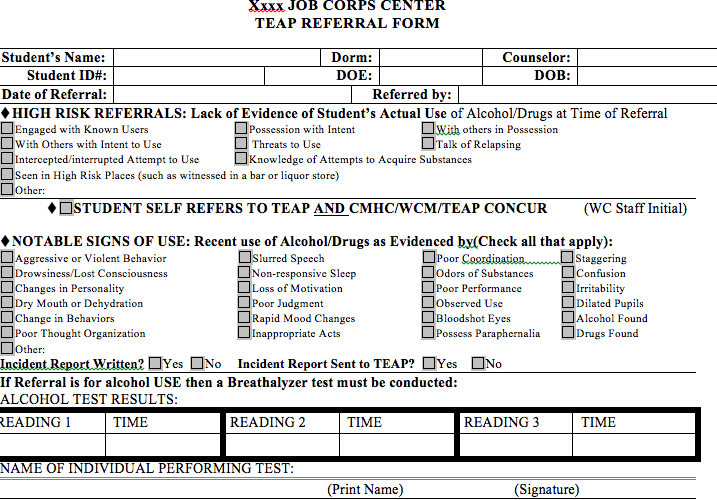 Xxxx JOB CORPS CENTER
TEAP REFERRAL FORM
Student's Name: Dorm: Counselor:
Student ID#: DOE: DOB:
Date of Referral: Referred by:
♦HIGH RISK REFERRALS: Lack of Evidence of Student's Actual Use of Alcohol/Drugs at Time of Referral
Engaged with Known Users Possession with Intent With others in Possession
With Others with Intent to Use Threats to Use Talk of Relapsing
Intercepted/interrupted Attempt to Use Knowledge of Attempts to Acquire Substances
Seen in High Risk Places (such as witnessed in a bar or liquor store)
Other:
♦ STUDENT SELF REFERS TO TEAP AND CMHC/WCM/TEAP CONCUR (WC Staff Initial)
♦NOTABLE SIGNS OF USE: Recent use of Alcohol/Drugs as Evidenced by(Check all that apply):
Aggressive or Violent Behavior Slurred Speech Poor Coordination Staggering
Drowsiness/Lost Consciousness Non-responsive Sleep Odors of Substances Confusion
Changes in Personality Loss of Motivation Poor Performance Irritability
Dry Mouth or Dehydration Poor Judgment Observed Use Dilated Pupils
Change in Behaviors Rapid Mood Changes Bloodshot Eyes Alcohol Found
Poor Thought Organization Inappropriate Acts Possess Paraphernalia Drugs Found
Other:
Incident Report Written? Yes No Incident Report Sent to TEAP? Yes No
If Referral is for alcohol USE then a Breathalyzer test must be conducted:
ALCOHOL TEST RESULTS:
READING 1 TIME READING 2 TIME READING 3 TIME
NAME OF INDIVIDUAL PERFORMING TEST:
(Print Name) (Signature)